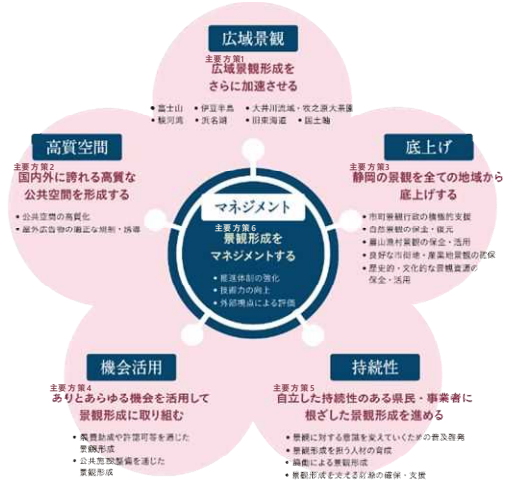 広域景観
主要方策1
広域景観形成を
さらに加速させる
• 富士山 • 伊豆半島 • 大井川流域・牧之原大茶園
• 駿河湾 • 浜名湖 • 旧東海道 • 国土軸
高質空間
主要方策2
国内外に誇れる高質な
公共空間を形成する
• 公共空間の高質化
• 屋外広告物の適正な規制・誘導
底上げ
主要方策3
静岡の景観を全ての地域から
底上げする
• 市町景観行政の積極的支援
• 自然景観の保全・復元
• 農山漁村景観の保全・活用
• 良好な市街地・産業地景観の確保
• 歴史的・文化的な景観資源の
保全・活用
マネジメント
主要方策6
景観形成を
マネジメントする
• 推進体制の強化
• 技術力の向上
• 外部視点による評価
機会活用
主要方策4
ありとあらゆる機会を活用して
景観形成に取り組む
• 補助や許認可等を通じた
景観形成
• 公共施設整備を通じた
景観形成
持続性
主要方策5
自立した持続性のある県民・事業者に
根ざした景観形成を進める
• 景観に対する意識を変えていくための普及啓発
• 景観形成を担う人材の育成
• 協働による景観形成
• 景観形成を支える財源の確保・支援